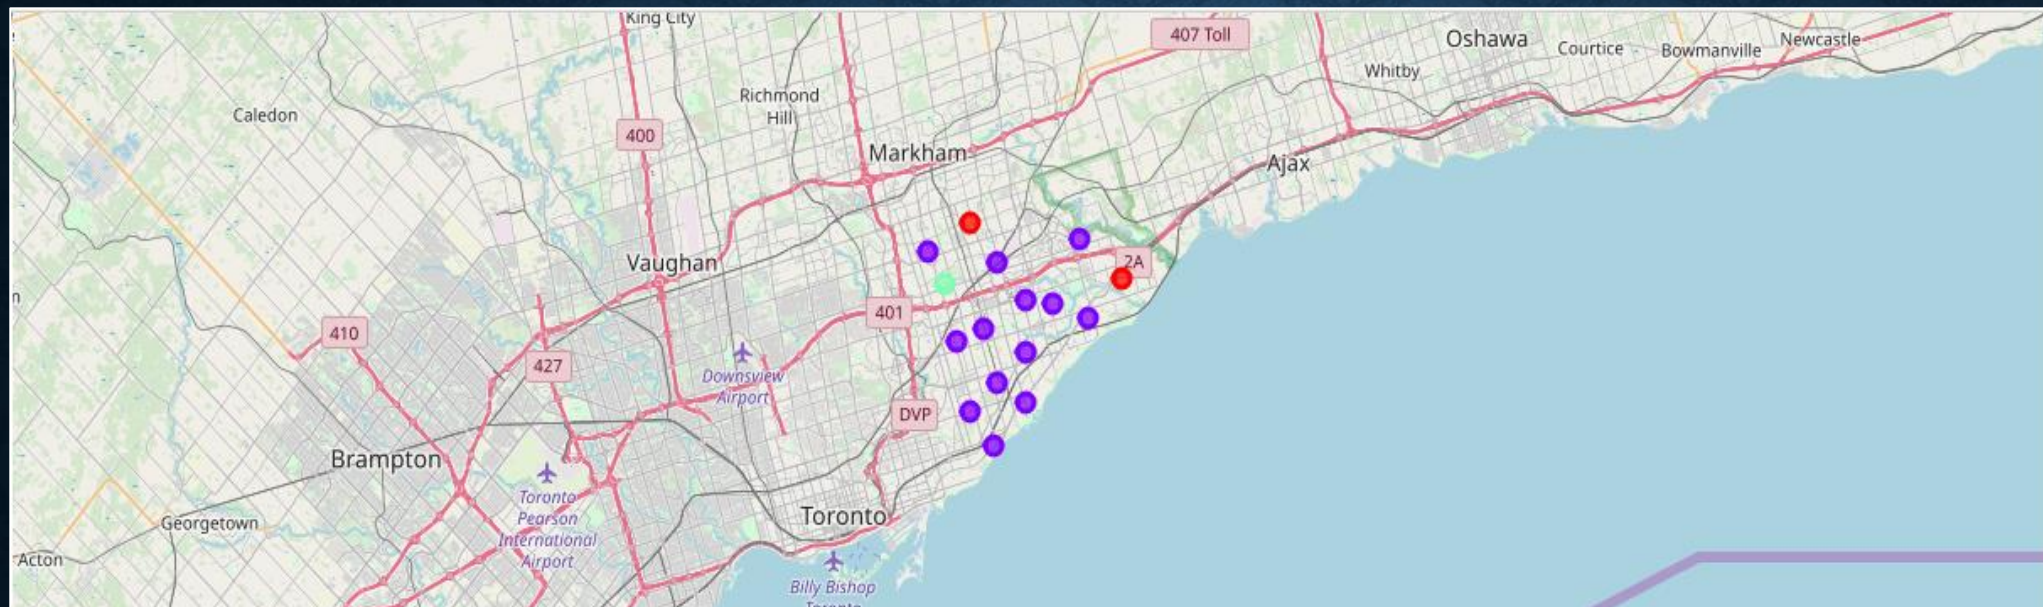 King City
407 Toll
Oshawa
Courtice
Bowmanville
Newcastle
Whitby
Richmond
Hill
Caledon
400
Markham
Ajax
Vaughan
2A
401
410
427
Downsview
Airport
DVP
Brampton
Toronto
Pearson
International
Airport
Toronto
Georgetown
Acton
Billy Bishop
Toronto